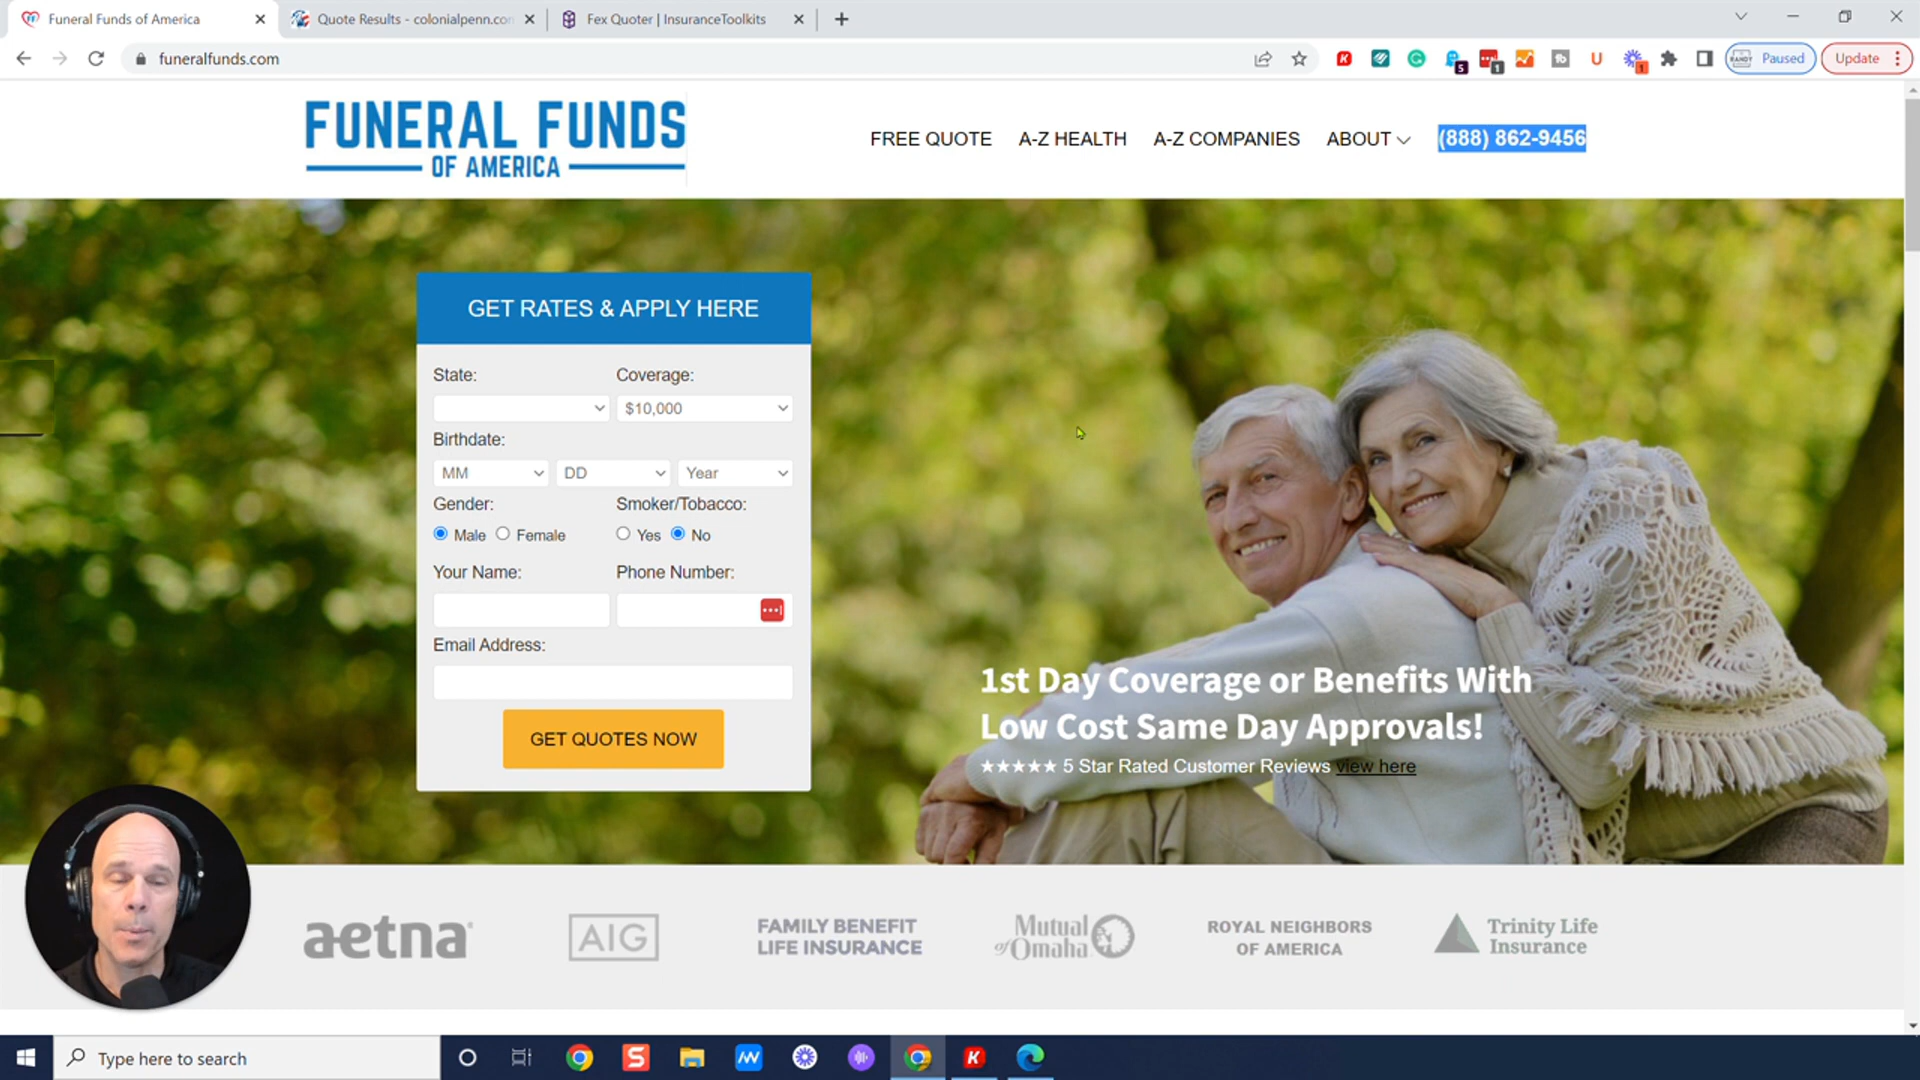 Funeral Funds of America
Quote Results - colonialpenn.com
Fex Quoter | InsuranceToolkits
funeralfunds.com
5
1
1
RANDY
Paused
Update
FUNERAL FUNDS
OF AMERICA
FREE QUOTE
A-Z HEALTH
A-Z COMPANIES
ABOUT
(888) 862-9456
GET RATES & APPLY HERE
State:
Coverage:
$10,000
Birthdate:
MM
DD
Year
Gender:
Smoker/Tobacco:
Male
Female
Yes
No
Your Name:
Phone Number:
Email Address:
GET QUOTES NOW
1st Day Coverage or Benefits With
Low Cost Same Day Approvals!
★★★★★ 5 Star Rated Customer Reviews view here
aetna
AIG
FAMILY BENEFIT
LIFE INSURANCE
Mutual
of Omaha
ROYAL NEIGHBORS
OF AMERICA
Trinity Life
Insurance
Type here to search